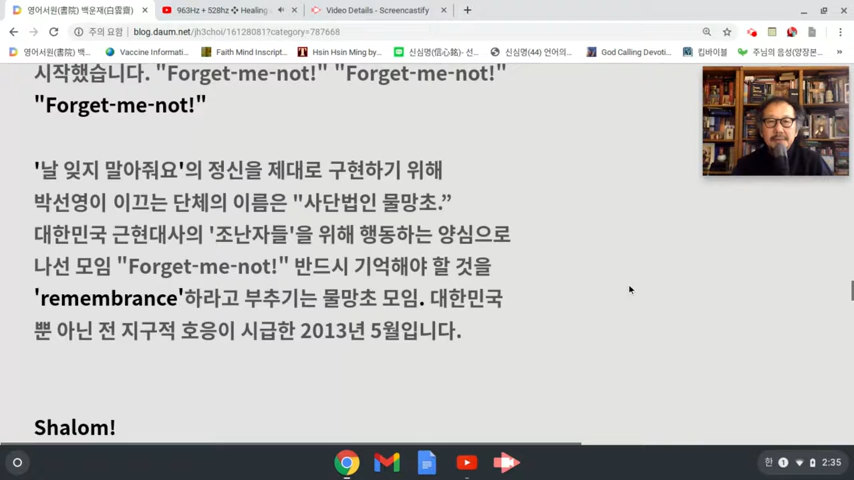 영어서원(書院) 백운재(白雲齋)
963Hz + 528hz ✜ Healing
Video Details - Screencastify
주의 요함 | blog.daum.net/jh3choi/16128081?category=787668
영어서원(書院) 백운재
Vaccine Informati...
Faith Mind Inscript...
Hsin Hsin Ming by...
신심명(信心銘)- 선...
신심명(44) 언어의...
God Calling Devoti...
킵바이블
주님의 음성(양장본...
시작했습니다. "Forget-me-not!" "Forget-me-not!"
"Forget-me-not!"
'날 잊지 말아줘요'의 정신을 제대로 구현하기 위해
박선영이 이끄는 단체의 이름은 "사단법인 물망초.”
대한민국 근현대사의 '조난자들'을 위해 행동하는 양심으로
나선 모임 "Forget-me-not!" 반드시 기억해야 할 것을
'remembrance'하라고 부추기는 물망초 모임. 대한민국
뿐 아닌 전 지구적 호응이 시급한 2013년 5월입니다.
Shalom!
한 1 2:35